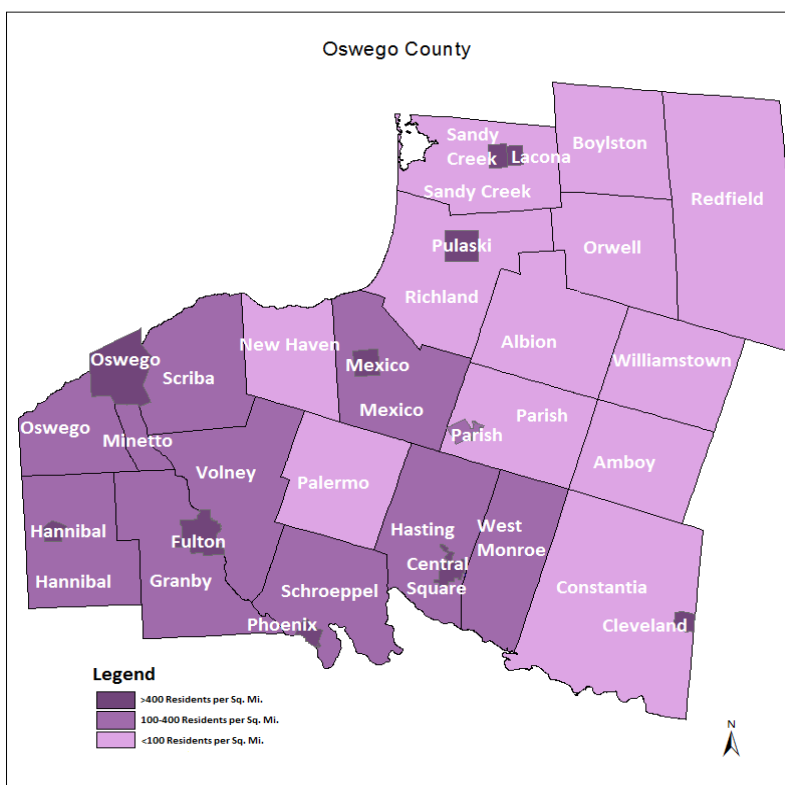 Oswego County
Sandy
Creek
Lacona
Sandy Creek
Boylston
Redfield
Pulaski
Orwell
Richland
New Haven
Albion
Oswego
Scriba
Mexico
Williamstown
Mexico
Parish
Oswego
Minetto
Parish
Volney
Palermo
Amboy
Hannibal
Fulton
Hasting
West
Monroe
Hannibal
Granby
Schroeppel
Central
Square
Constantia
Phoenix
Cleveland
Legend
>400 Residents per Sq. Mi.
100-400 Residents per Sq. Mi.
<100 Residents per Sq. Mi.
N